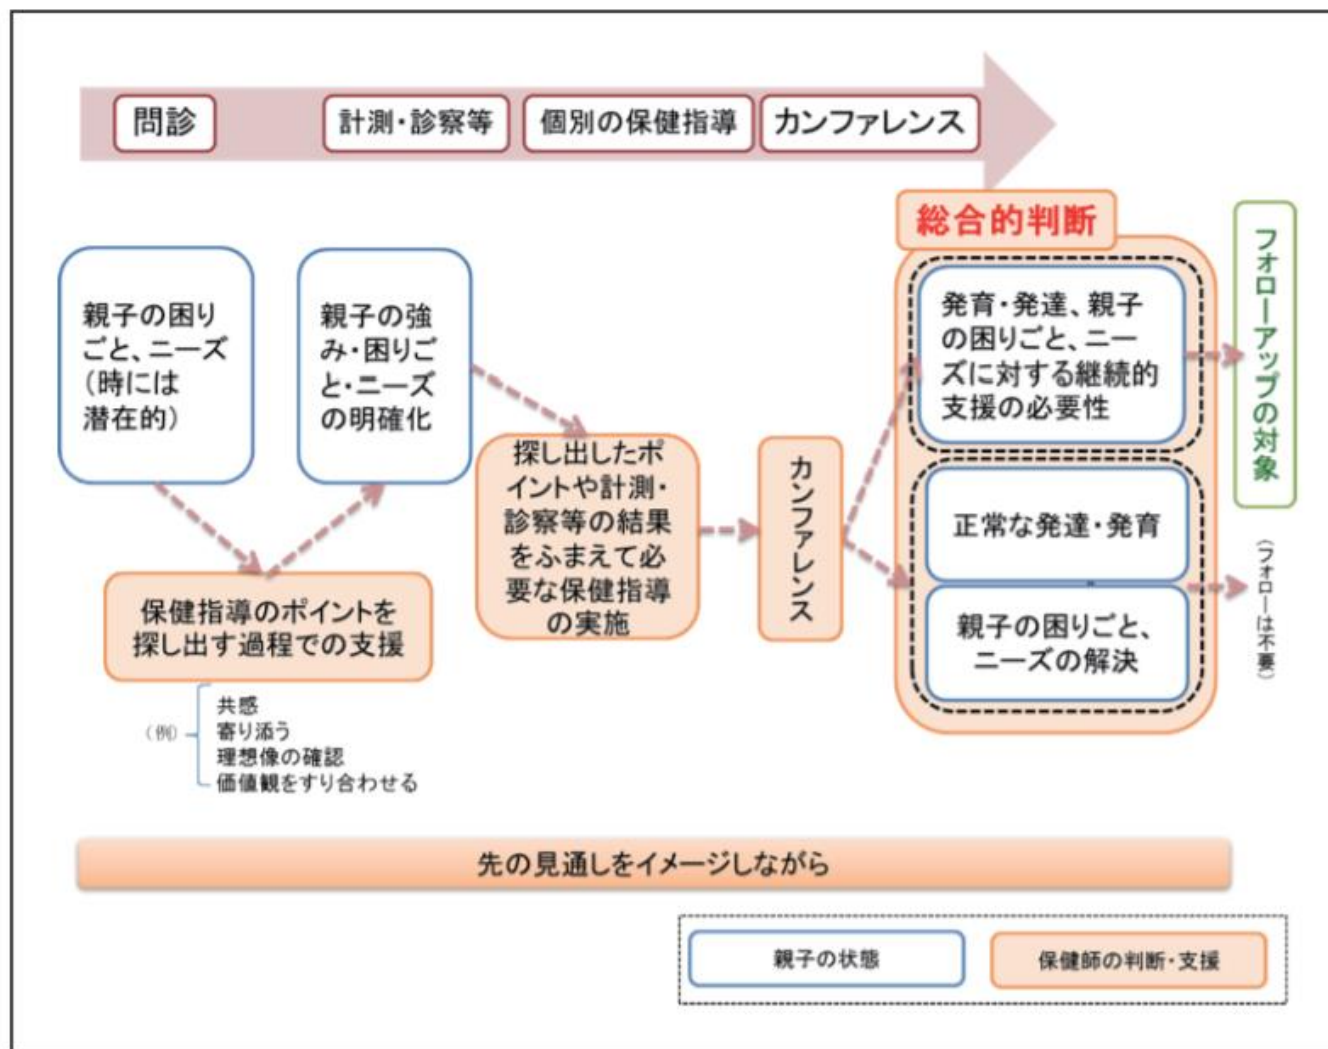 問診
計測・診察等
個別の保健指導
カンファレンス
総合的判断
親子の困り
ごと、ニーズ
（時には
潜在的）
親子の強
み・困りご
と・ニーズ
の明確化
保健指導のポイントを
探し出す過程での支援
（例）
共感
寄り添う
理想像の確認
価値観をすり合わせる
探し出したポ
イントや計測・
診察等の結果
をふまえて必
要な保健指導
の実施
カンファレンス
発育・発達、親子
の困りごと、ニー
ズに対する継続的
支援の必要性
正常な発達・発育
親子の困りごと、
ニーズの解決
フォローアップの対象
（フォローは不要）
先の見通しをイメージしながら
親子の状態
保健師の判断・支援